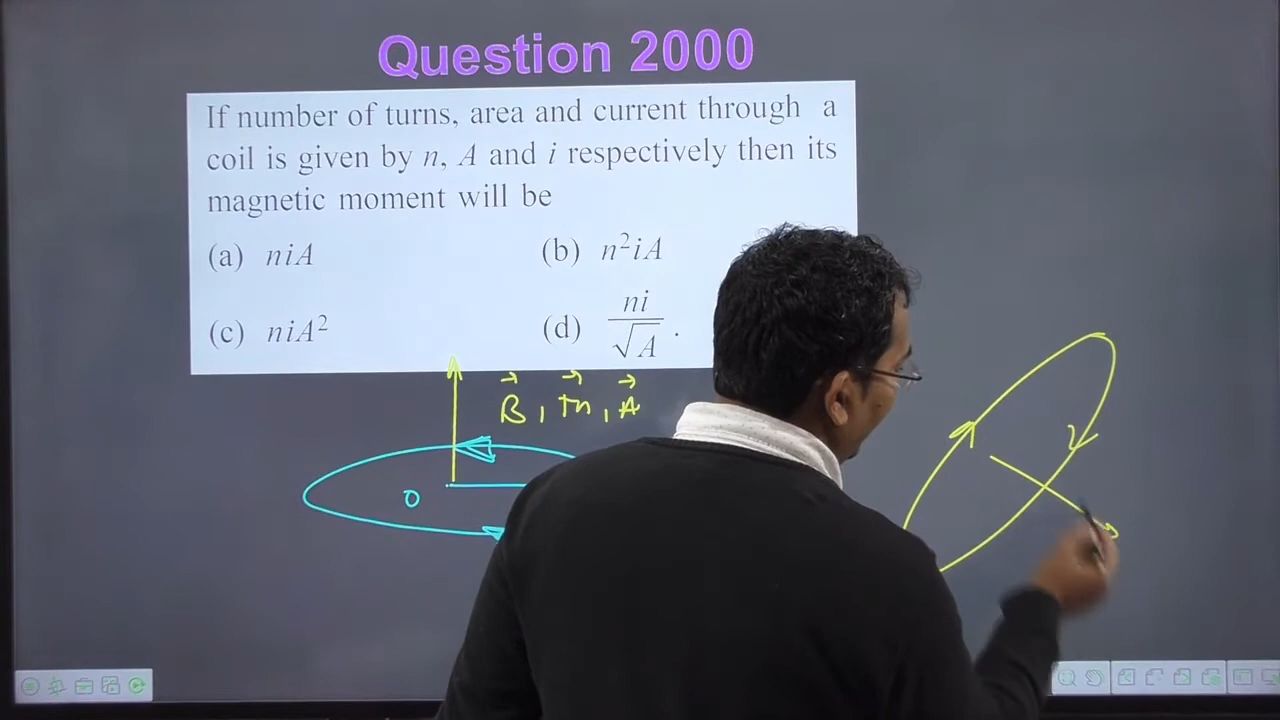 Question 2000
If number of turns, area and current through a
coil is given by n, A and i respectively then its
magnetic moment will be
(a) niA
(b) n²iA
(c) niA²
(d) ni/√A .
B⃗, m⃗, A⃗
O